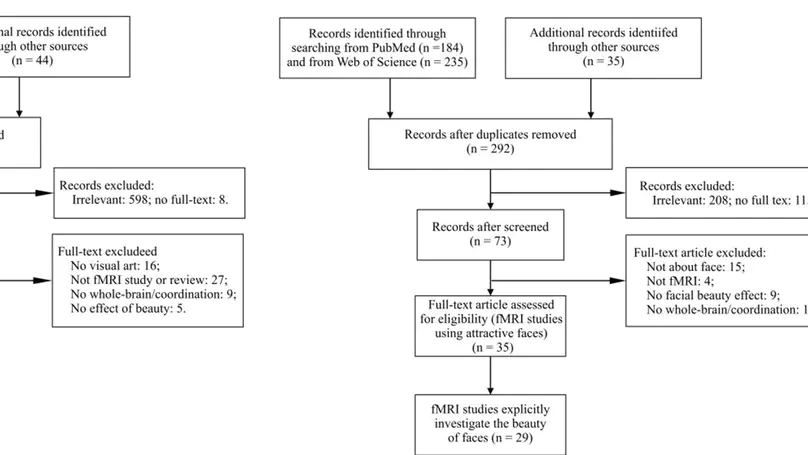 nal records identified
ugh other sources
(n = 44)
d
Records excluded:
Irrelevant: 598; no full-text: 8.
Full-text excludeed
No visual art: 16;
Not fMRI study or review: 27;
No whole-brain/coordination: 9;
No effect of beauty: 5.
Records identified through
searching from PubMed (n =184)
and from Web of Science (n = 235)
Additional records identiifed
through other sources
(n = 35)
Records after duplicates removed
(n = 292)
Records excluded:
Irrelevant: 208; no full tex: 11.
Records after screened
(n = 73)
Full-text article excluded:
Not about face: 15;
Not fMRI: 4;
No facial beauty effect: 9;
No whole-brain/coordination: 1
Full-text article assessed
for eligibility (fMRI studies
using attractive faces)
(n = 35)
fMRI studies explicitly
investigate the beauty
of faces (n = 29)